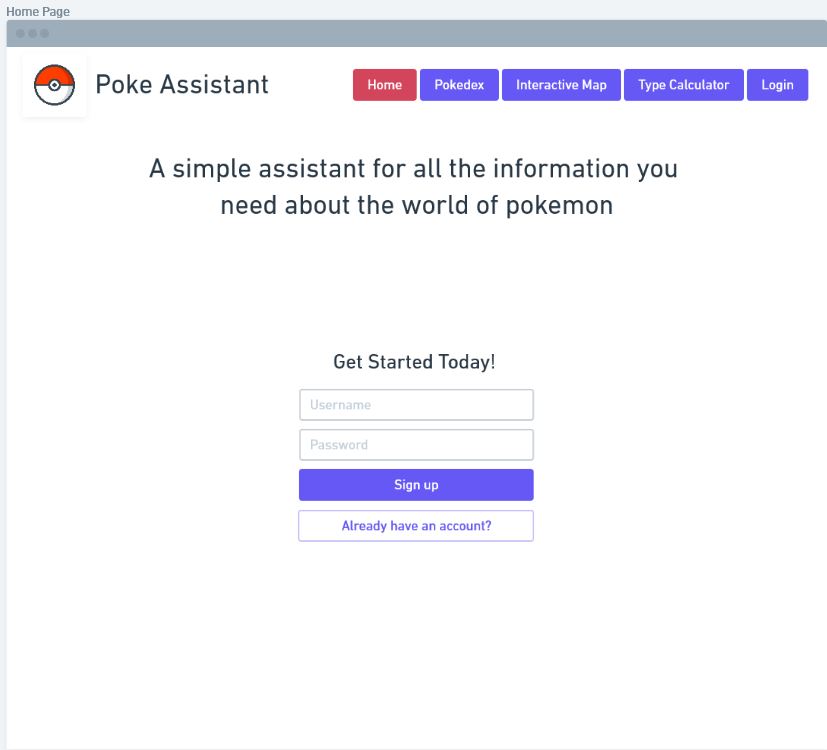 Home Page
Poke Assistant
Home
Pokedex
Interactive Map
Type Calculator
Login
A simple assistant for all the information you
need about the world of pokemon
Get Started Today!
Username
Password
Sign up
Already have an account?